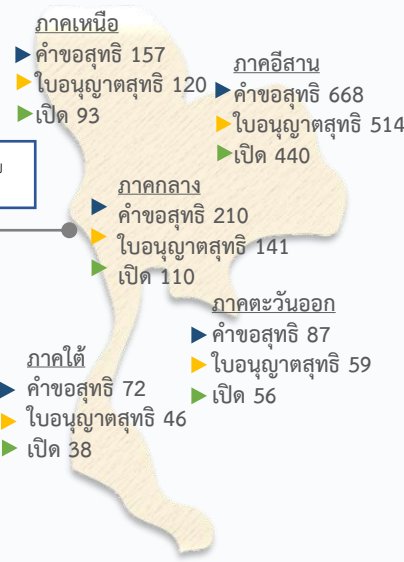 ภาคเหนือ
คำขอสุทธิ 157
ใบอนุญาตสุทธิ 120
เปิด 93
ภาคอีสาน
คำขอสุทธิ 668
ใบอนุญาตสุทธิ 514
เปิด 440
ภาคกลาง
คำขอสุทธิ 210
ใบอนุญาตสุทธิ 141
เปิด 110
ภาคตะวันออก
คำขอสุทธิ 87
ใบอนุญาตสุทธิ 59
เปิด 56
ภาคใต้
คำขอสุทธิ 72
ใบอนุญาตสุทธิ 46
เปิด 38